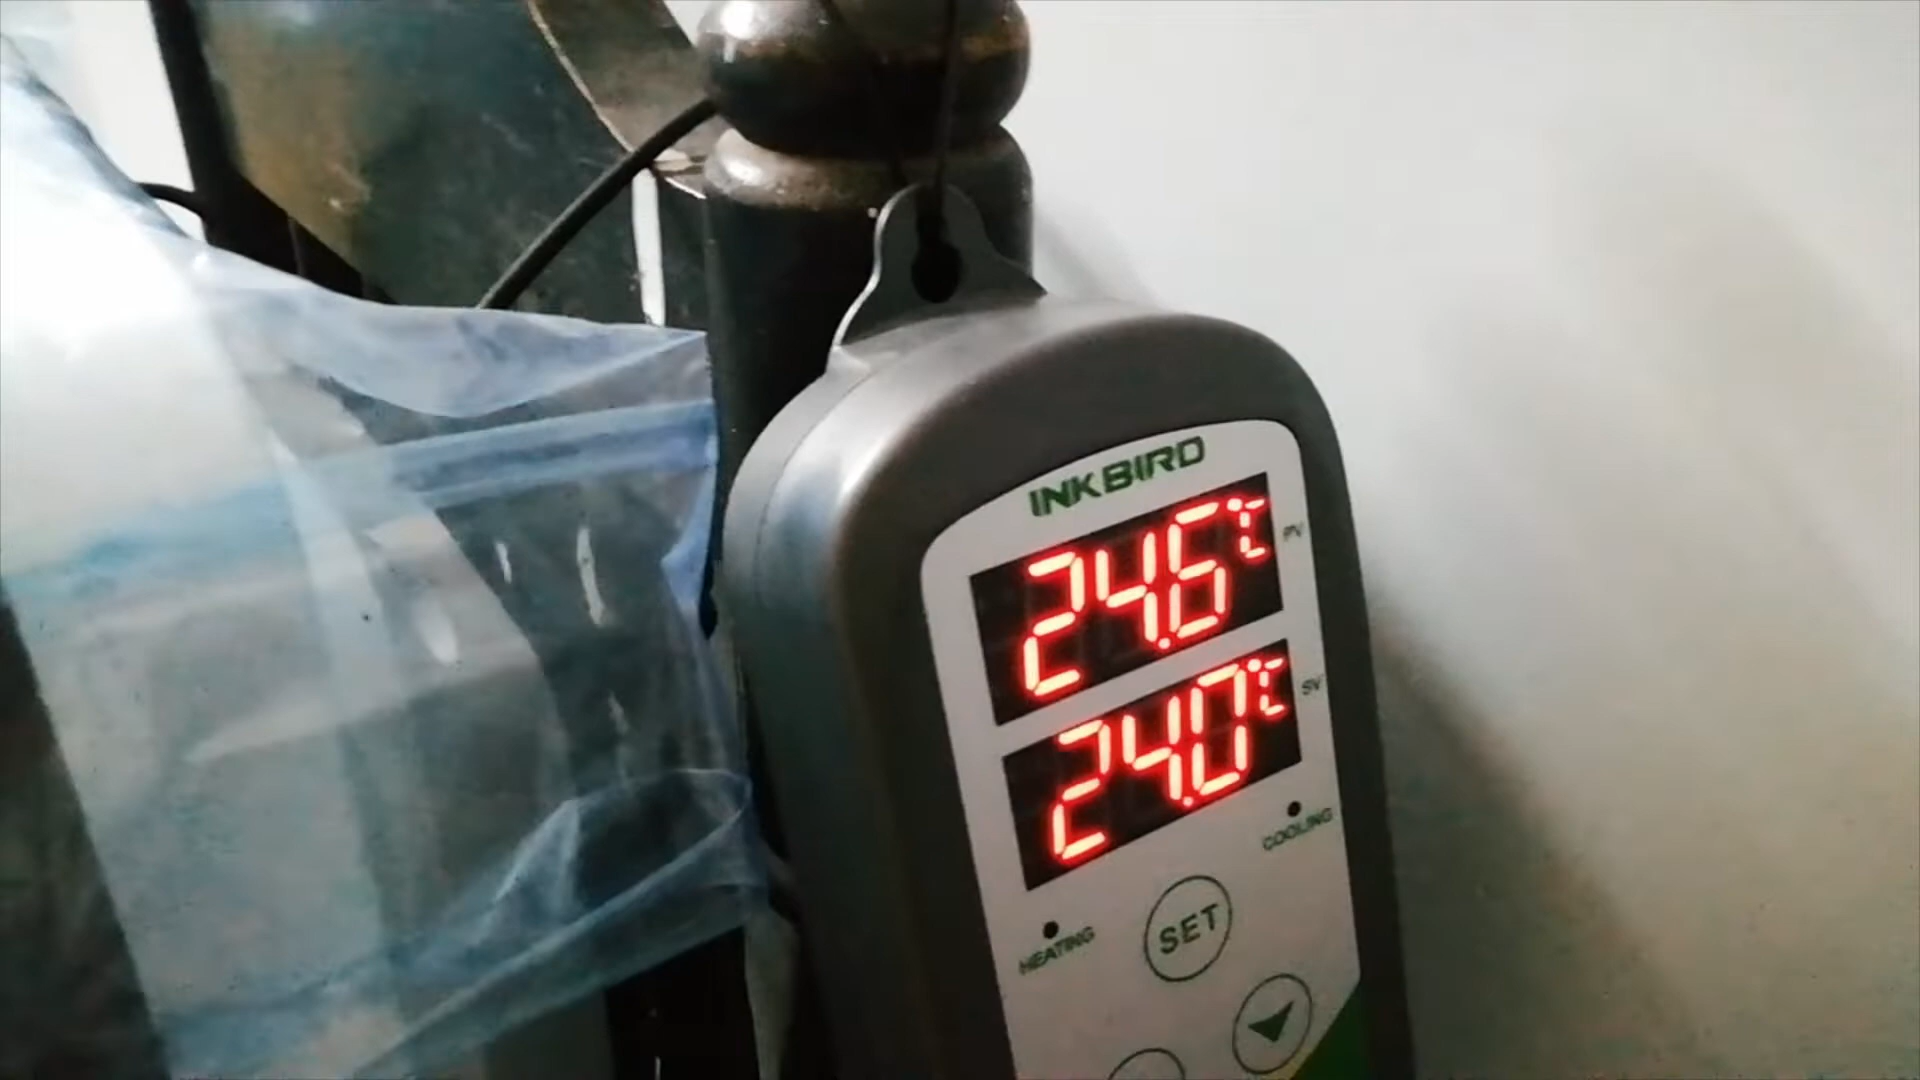 INKBIRD
24.6℃ PV
24.0℃ SV
COOLING
HEATING
SET